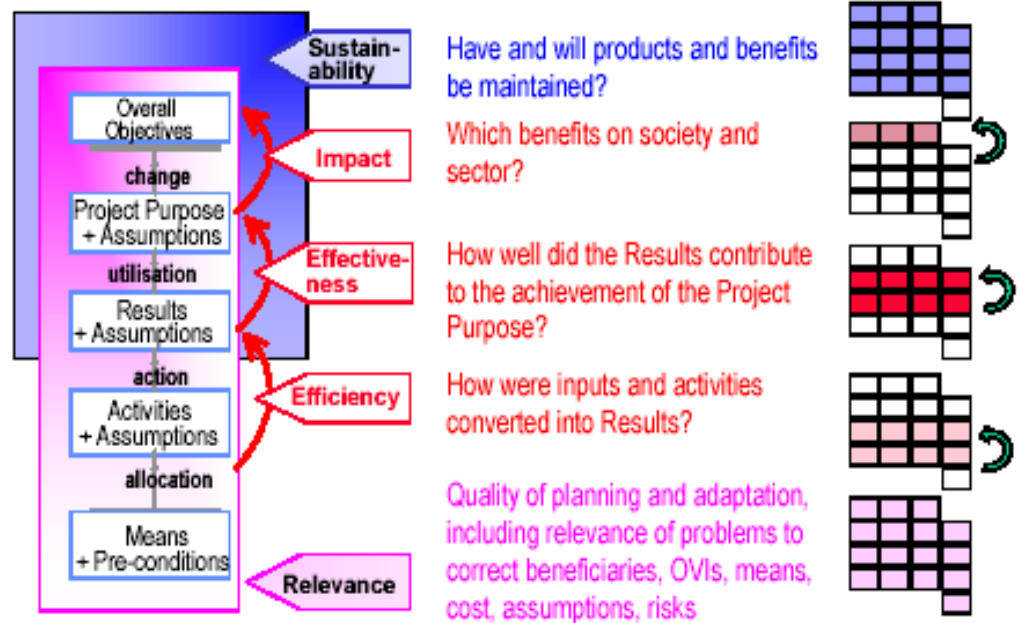 Sustain-
ability
Have and will products and benefits
be maintained?
Overall
Objectives
Impact
Which benefits on society and
sector?
change
Project Purpose
+ Assumptions
Effective-
ness
How well did the Results contribute
to the achievement of the Project
Purpose?
utilisation
Results
+ Assumptions
action
Efficiency
How were inputs and activities
converted into Results?
Activities
+ Assumptions
allocation
Means
+ Pre-conditions
Relevance
Quality of planning and adaptation,
including relevance of problems to
correct beneficiaries, OVIs, means,
cost, assumptions, risks